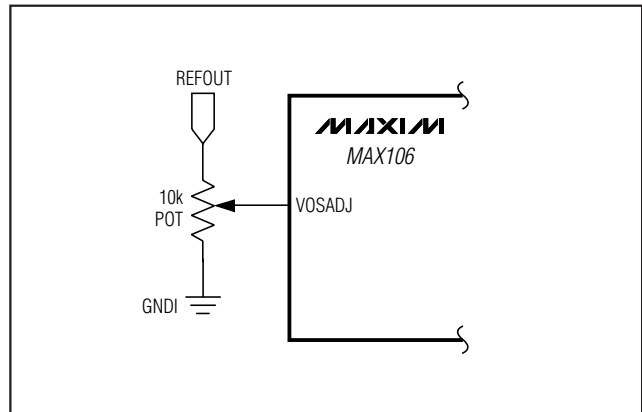 REFOUT
MAXIM
MAX106
10k
POT
VOSADJ
GNDI